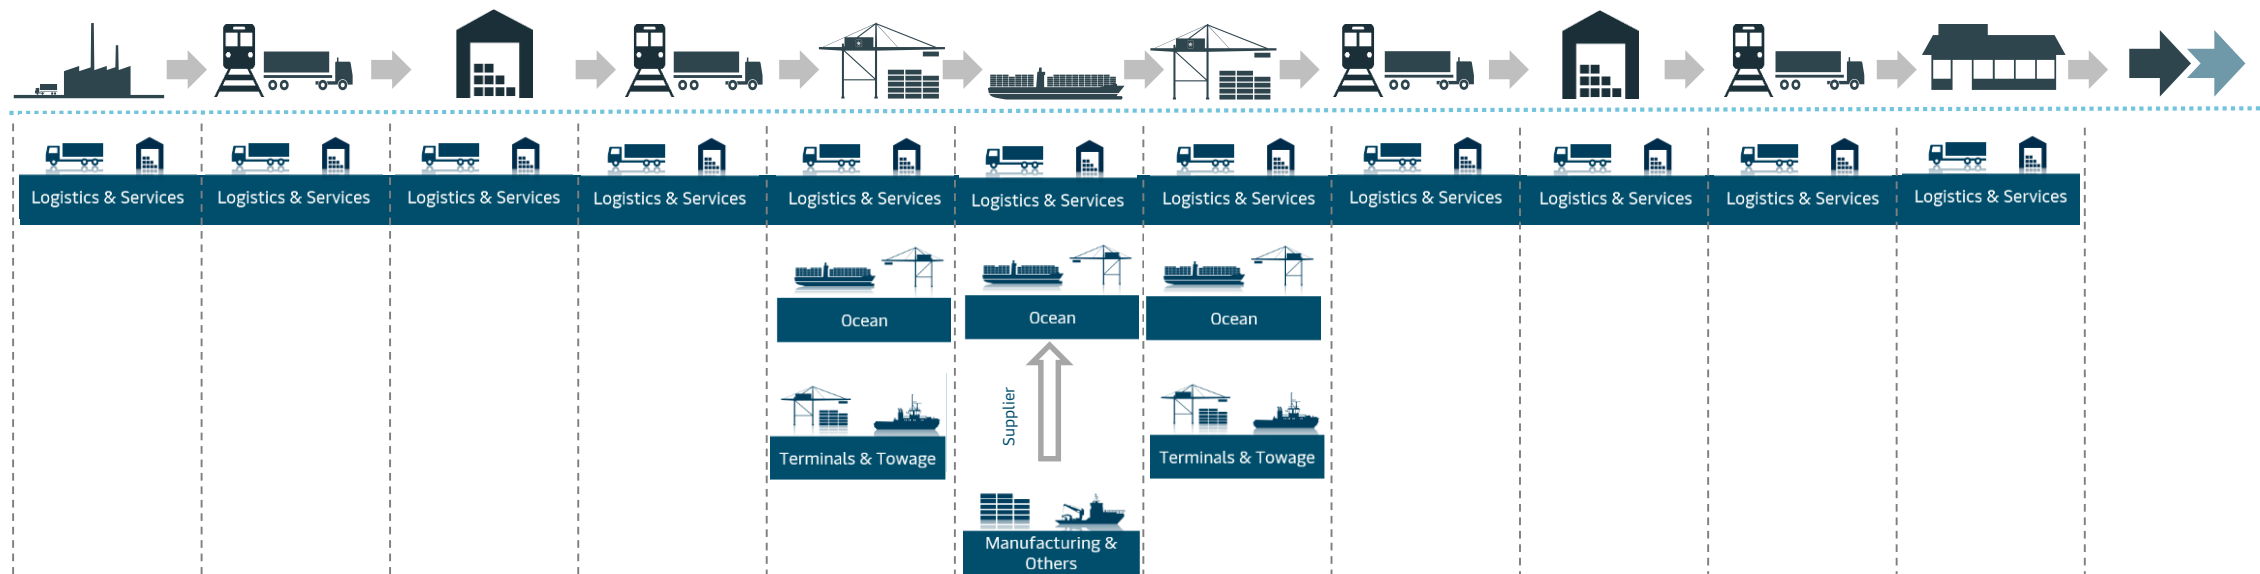 Logistics & Services
Logistics & Services
Logistics & Services
Logistics & Services
Logistics & Services
Logistics & Services
Logistics & Services
Logistics & Services
Logistics & Services
Logistics & Services
Logistics & Services
Ocean
Ocean
Ocean
Supplier
Terminals & Towage
Terminals & Towage
Manufacturing &
Others